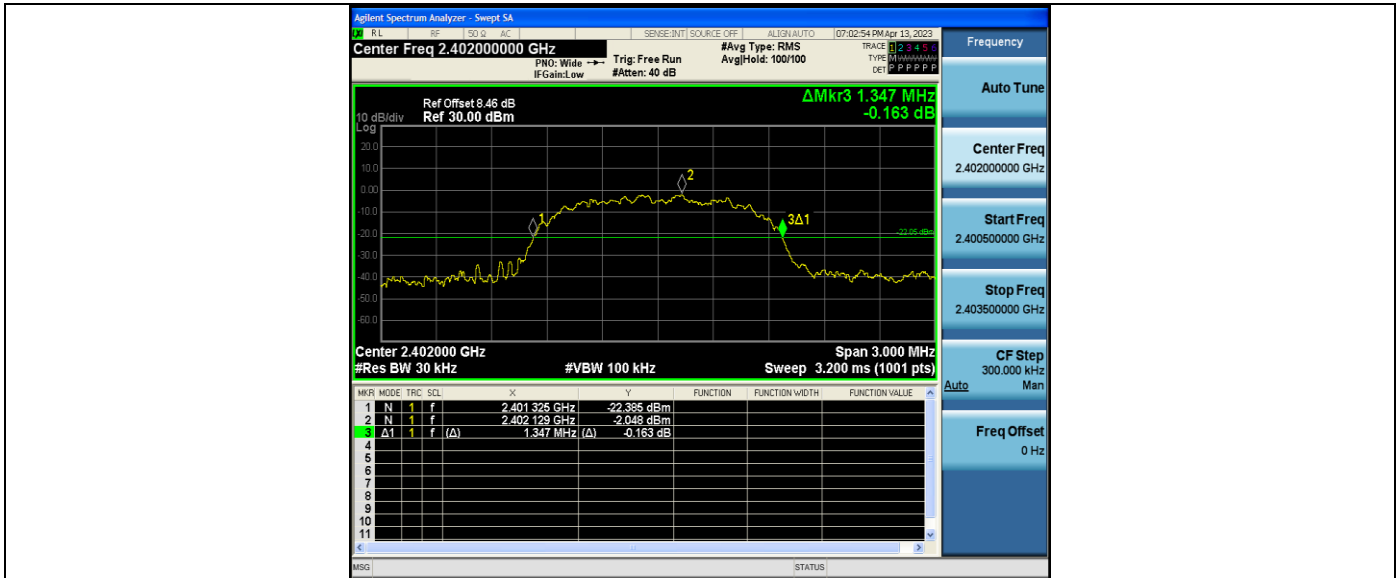 Agilent Spectrum Analyzer - Swept SA
RL RF 50 Ω AC SENSE:INT SOURCE OFF ALIGN AUTO 07:02:54 PM Apr 13, 2023
Center Freq 2.402000000 GHz
PNO: Wide
IFGain:Low
Trig: Free Run
#Atten: 40 dB
#Avg Type: RMS
Avg|Hold: 100/100
TRACE 1 2 3 4 5 6
TYPE M
DET P P P P P P
ΔMkr3 1.347 MHz
-0.163 dB
Ref Offset 8.46 dB
10 dB/div Ref 30.00 dBm
Log
20.0
10.0
0.00
-10.0
-20.0
-30.0
-40.0
-50.0
-60.0
1
2
3Δ1
-22.05 dBm
Center 2.402000 GHz Span 3.000 MHz
#Res BW 30 kHz #VBW 100 kHz Sweep 3.200 ms (1001 pts)
MKR MODE TRC SCL X Y FUNCTION FUNCTION WIDTH FUNCTION VALUE
1 N 1 f 2.401 325 GHz -22.385 dBm
2 N 1 f 2.402 129 GHz -2.048 dBm
3 Δ1 1 f (Δ) 1.347 MHz (Δ) -0.163 dB
4
5
6
7
8
9
10
11
MSG STATUS
Frequency
Auto Tune
Center Freq
2.402000000 GHz
Start Freq
2.400500000 GHz
Stop Freq
2.403500000 GHz
CF Step
300.000 kHz
Auto Man
Freq Offset
0 Hz